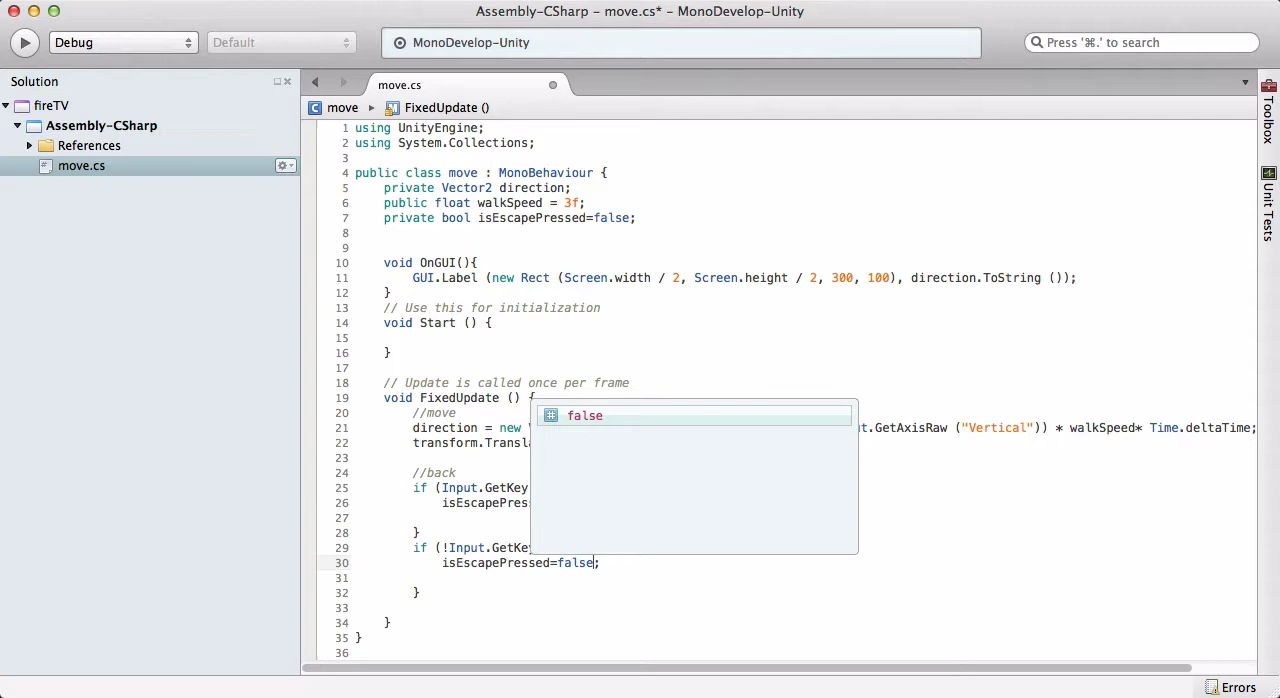 Assembly-CSharp – move.cs* – MonoDevelop-Unity
Debug
Default
MonoDevelop-Unity
Press '⌘.' to search
Solution
fireTV
Assembly-CSharp
References
move.cs
move.cs
move ▸ FixedUpdate ()
1 using UnityEngine;
2 using System.Collections;
3
4 public class move : MonoBehaviour {
5 private Vector2 direction;
6 public float walkSpeed = 3f;
7 private bool isEscapePressed=false;
8
9
10 void OnGUI(){
11 GUI.Label (new Rect (Screen.width / 2, Screen.height / 2, 300, 100), direction.ToString ());
12 }
13 // Use this for initialization
14 void Start () {
15
16 }
17
18 // Update is called once per frame
19 void FixedUpdate () {
20 //move
21 direction = new t.GetAxisRaw ("Vertical")) * walkSpeed* Time.deltaTime;
22 transform.Transl
23
24 //back
25 if (Input.GetKey
26 isEscapePres
27
28 }
29 if (!Input.GetKey
30 isEscapePressed=false;
31
32 }
33
34 }
35 }
36
false
Toolbox
Unit Tests
Errors